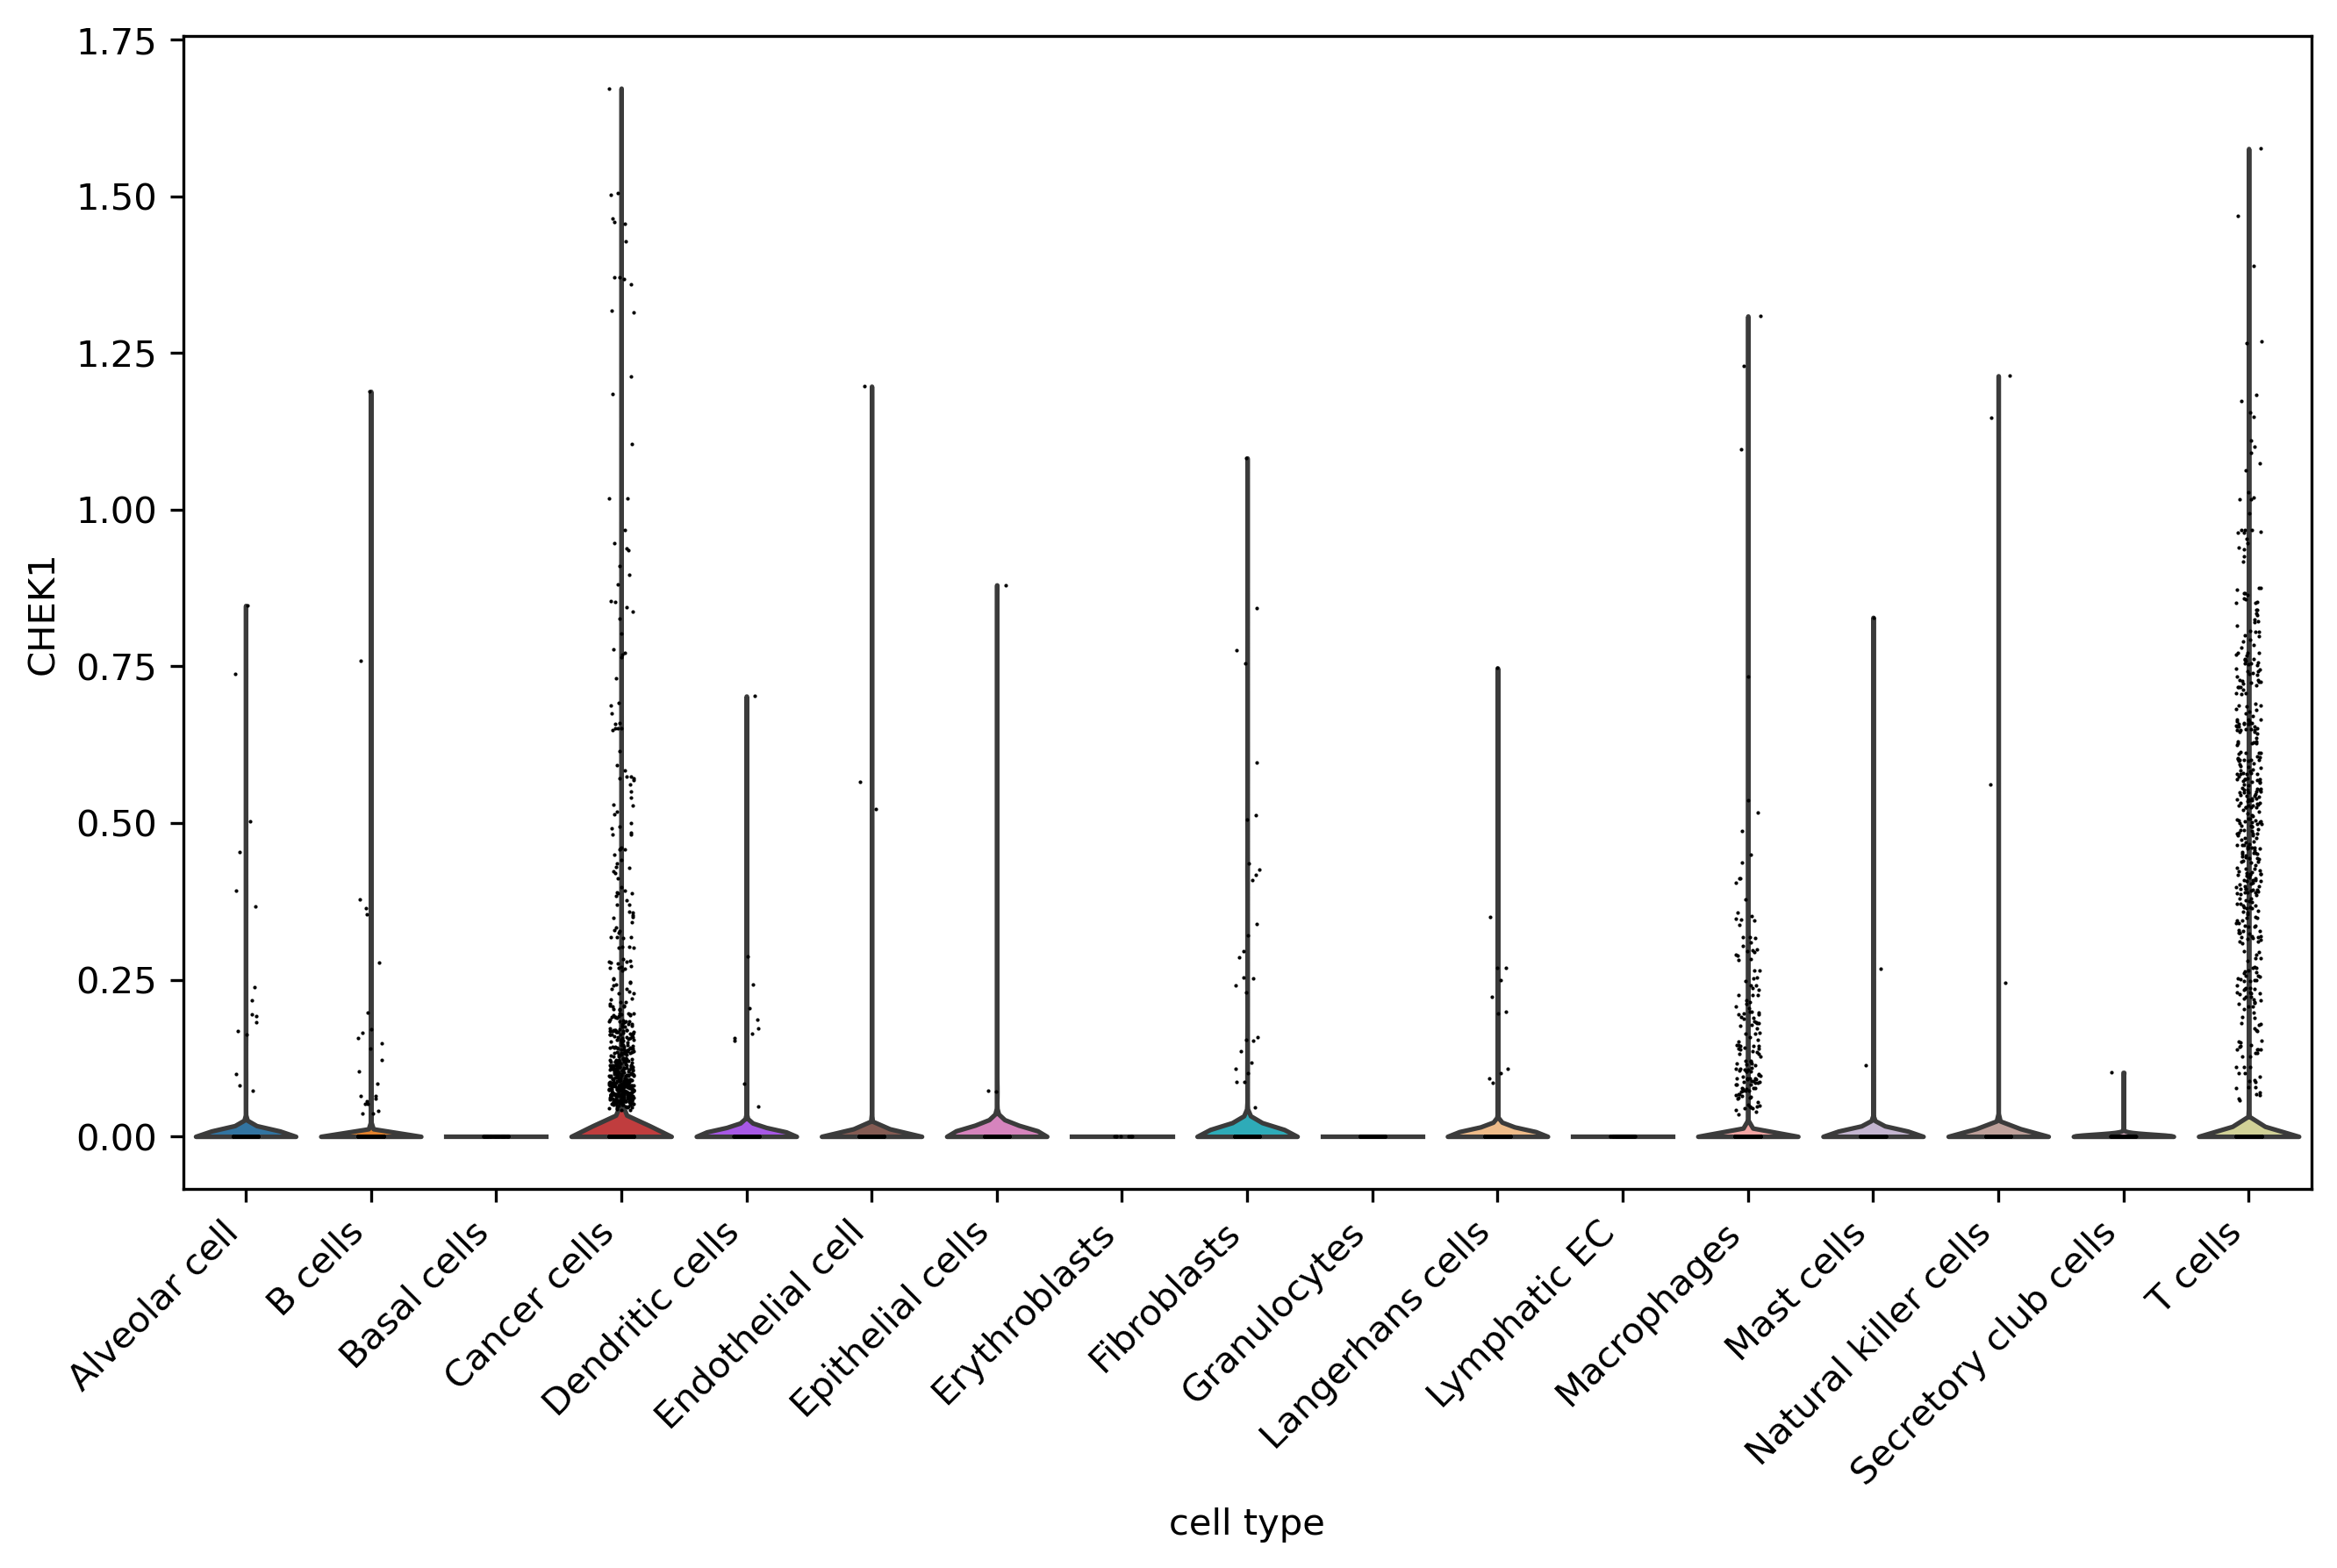 1.75
1.50
1.25
1.00
0.75
0.50
0.25
0.00
CHEK1
Alveolar cell
B cells
Basal cells
Cancer cells
Dendritic cells
Endothelial cell
Epithelial cells
Erythroblasts
Fibroblasts
Granulocytes
Langerhans cells
Lymphatic EC
Macrophages
Mast cells
Natural killer cells
Secretory club cells
T cells
cell type